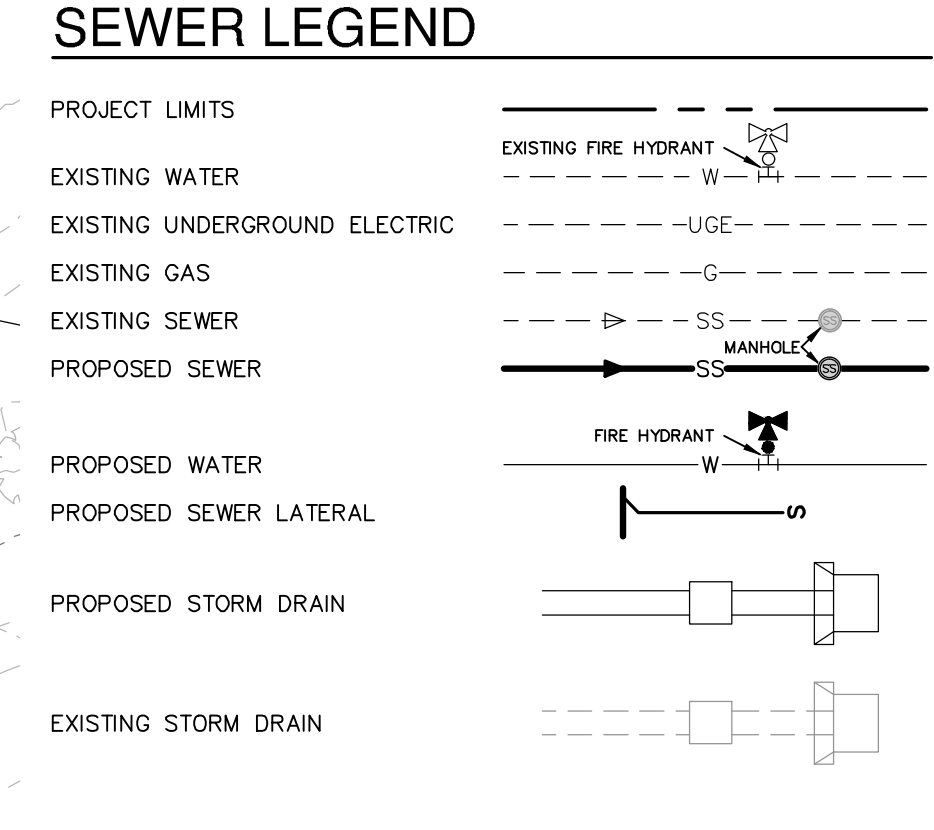 SEWER LEGEND
PROJECT LIMITS
EXISTING FIRE HYDRANT
EXISTING WATER W
EXISTING UNDERGROUND ELECTRIC UGE
EXISTING GAS G
EXISTING SEWER SS SS
MANHOLE
PROPOSED SEWER SS SS
FIRE HYDRANT
PROPOSED WATER W
PROPOSED SEWER LATERAL S
PROPOSED STORM DRAIN
EXISTING STORM DRAIN